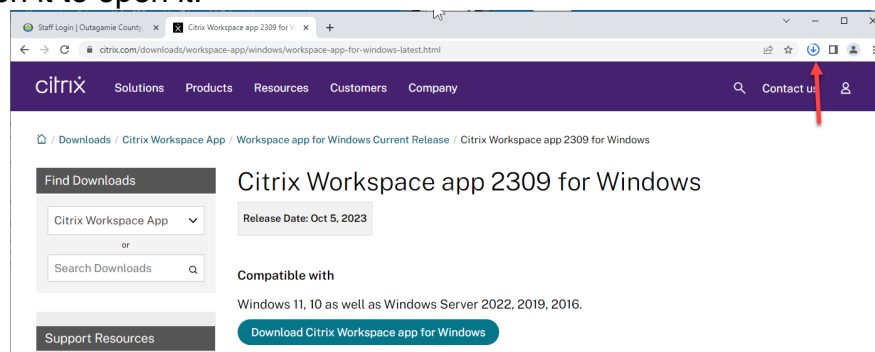 it to open it.
Staff Login | Outagamie County,
Citrix Workspace app 2309 for W
citrix.com/downloads/workspace-app/windows/workspace-app-for-windows-latest.html
citrix Solutions Products Resources Customers Company Contact us
/ Downloads / Citrix Workspace App / Workspace app for Windows Current Release / Citrix Workspace app 2309 for Windows
Find Downloads
Citrix Workspace App
or
Search Downloads
Support Resources
Citrix Workspace app 2309 for Windows
Release Date: Oct 5, 2023
Compatible with
Windows 11, 10 as well as Windows Server 2022, 2019, 2016.
Download Citrix Workspace app for Windows